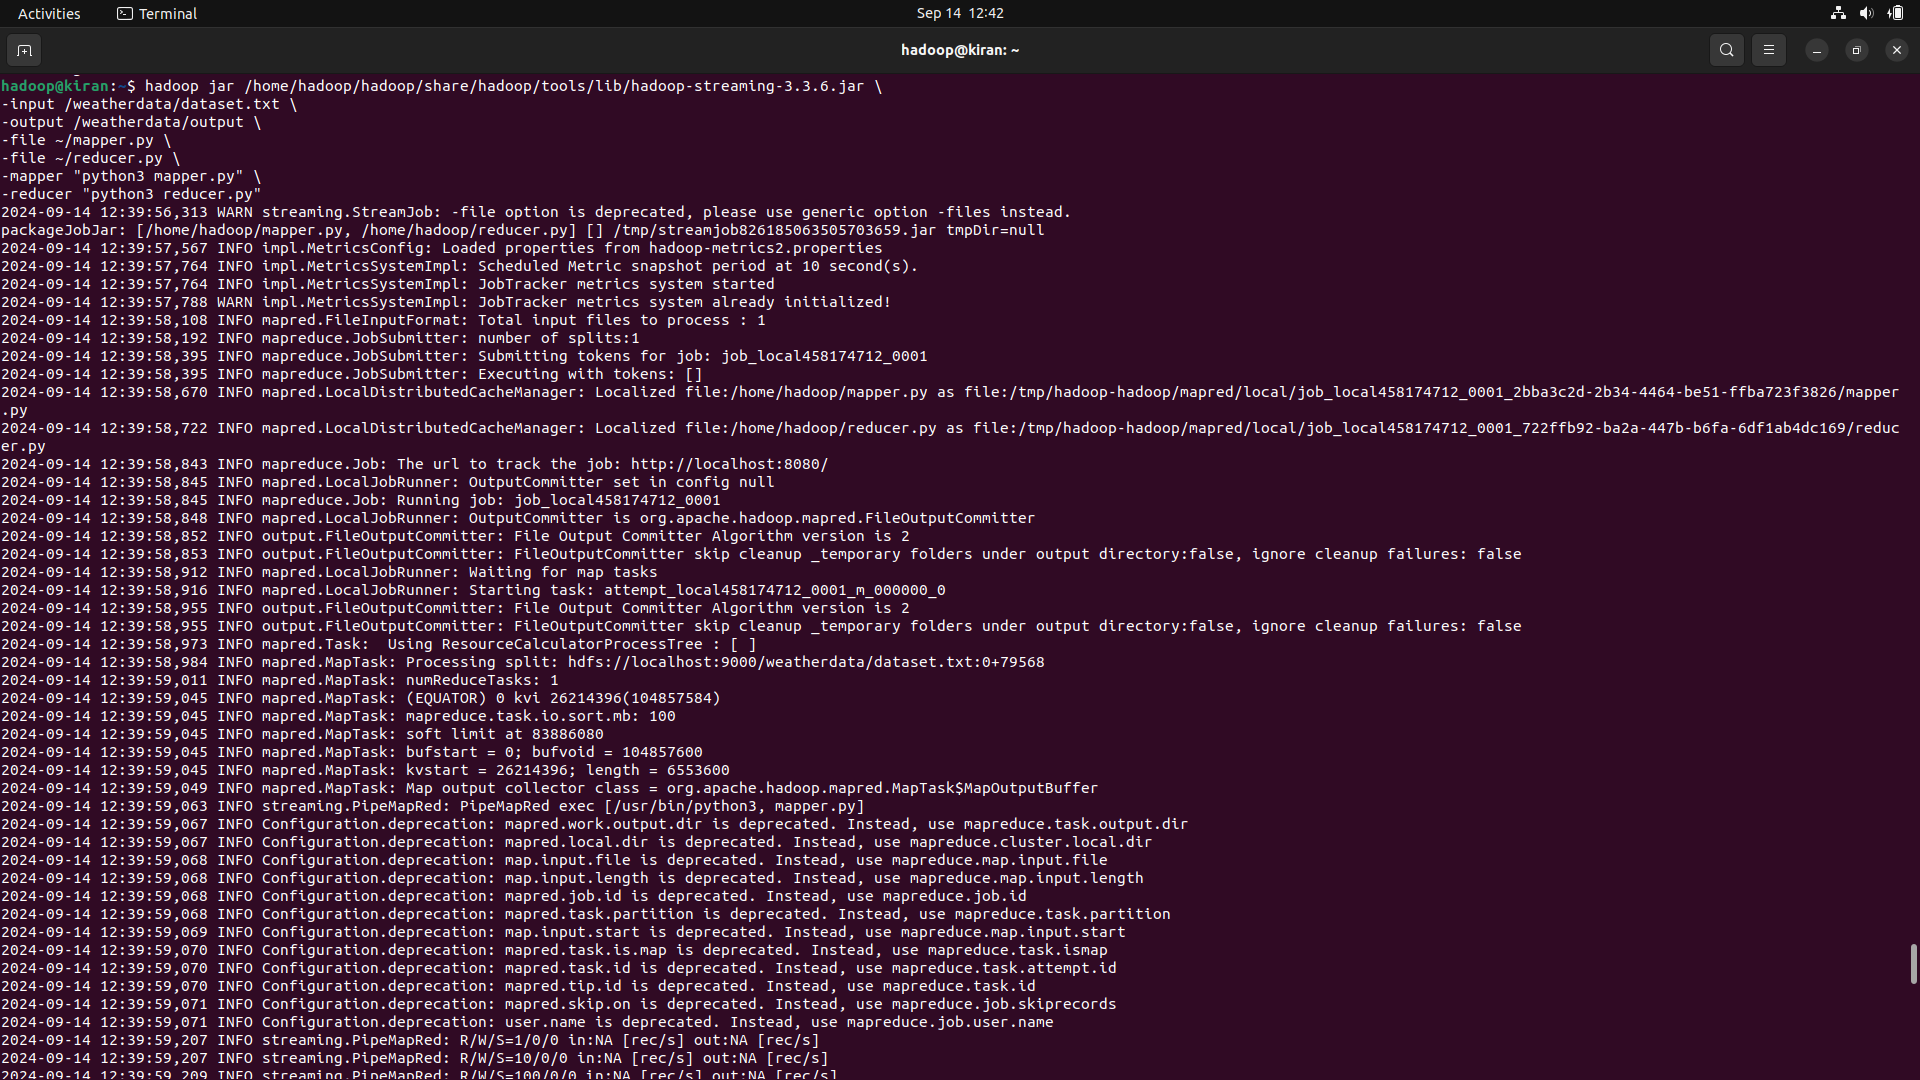 Activities
Terminal
Sep 14 12:42
hadoop@kiran: ~
hadoop@kiran:~$ hadoop jar /home/hadoop/hadoop/share/hadoop/tools/lib/hadoop-streaming-3.3.6.jar \
-input /weatherdata/dataset.txt \
-output /weatherdata/output \
-file ~/mapper.py \
-file ~/reducer.py \
-mapper "python3 mapper.py" \
-reducer "python3 reducer.py"
2024-09-14 12:39:56,313 WARN streaming.StreamJob: -file option is deprecated, please use generic option -files instead.
packageJobJar: [/home/hadoop/mapper.py, /home/hadoop/reducer.py] [] /tmp/streamjob826185063505703659.jar tmpDir=null
2024-09-14 12:39:57,567 INFO impl.MetricsConfig: Loaded properties from hadoop-metrics2.properties
2024-09-14 12:39:57,764 INFO impl.MetricsSystemImpl: Scheduled Metric snapshot period at 10 second(s).
2024-09-14 12:39:57,764 INFO impl.MetricsSystemImpl: JobTracker metrics system started
2024-09-14 12:39:57,788 WARN impl.MetricsSystemImpl: JobTracker metrics system already initialized!
2024-09-14 12:39:58,108 INFO mapred.FileInputFormat: Total input files to process : 1
2024-09-14 12:39:58,192 INFO mapreduce.JobSubmitter: number of splits:1
2024-09-14 12:39:58,395 INFO mapreduce.JobSubmitter: Submitting tokens for job: job_local458174712_0001
2024-09-14 12:39:58,395 INFO mapreduce.JobSubmitter: Executing with tokens: []
2024-09-14 12:39:58,670 INFO mapred.LocalDistributedCacheManager: Localized file:/home/hadoop/mapper.py as file:/tmp/hadoop-hadoop/mapred/local/job_local458174712_0001_2bba3c2d-2b34-4464-be51-ffba723f3826/mapper
.py
2024-09-14 12:39:58,722 INFO mapred.LocalDistributedCacheManager: Localized file:/home/hadoop/reducer.py as file:/tmp/hadoop-hadoop/mapred/local/job_local458174712_0001_722ffb92-ba2a-447b-b6fa-6df1ab4dc169/reduc
er.py
2024-09-14 12:39:58,843 INFO mapreduce.Job: The url to track the job: http://localhost:8080/
2024-09-14 12:39:58,845 INFO mapred.LocalJobRunner: OutputCommitter set in config null
2024-09-14 12:39:58,845 INFO mapreduce.Job: Running job: job_local458174712_0001
2024-09-14 12:39:58,848 INFO mapred.LocalJobRunner: OutputCommitter is org.apache.hadoop.mapred.FileOutputCommitter
2024-09-14 12:39:58,852 INFO output.FileOutputCommitter: File Output Committer Algorithm version is 2
2024-09-14 12:39:58,853 INFO output.FileOutputCommitter: FileOutputCommitter skip cleanup _temporary folders under output directory:false, ignore cleanup failures: false
2024-09-14 12:39:58,912 INFO mapred.LocalJobRunner: Waiting for map tasks
2024-09-14 12:39:58,916 INFO mapred.LocalJobRunner: Starting task: attempt_local458174712_0001_m_000000_0
2024-09-14 12:39:58,955 INFO output.FileOutputCommitter: File Output Committer Algorithm version is 2
2024-09-14 12:39:58,955 INFO output.FileOutputCommitter: FileOutputCommitter skip cleanup _temporary folders under output directory:false, ignore cleanup failures: false
2024-09-14 12:39:58,973 INFO mapred.Task:  Using ResourceCalculatorProcessTree : [ ]
2024-09-14 12:39:58,984 INFO mapred.MapTask: Processing split: hdfs://localhost:9000/weatherdata/dataset.txt:0+79568
2024-09-14 12:39:59,011 INFO mapred.MapTask: numReduceTasks: 1
2024-09-14 12:39:59,045 INFO mapred.MapTask: (EQUATOR) 0 kvi 26214396(104857584)
2024-09-14 12:39:59,045 INFO mapred.MapTask: mapreduce.task.io.sort.mb: 100
2024-09-14 12:39:59,045 INFO mapred.MapTask: soft limit at 83886080
2024-09-14 12:39:59,045 INFO mapred.MapTask: bufstart = 0; bufvoid = 104857600
2024-09-14 12:39:59,045 INFO mapred.MapTask: kvstart = 26214396; length = 6553600
2024-09-14 12:39:59,049 INFO mapred.MapTask: Map output collector class = org.apache.hadoop.mapred.MapTask$MapOutputBuffer
2024-09-14 12:39:59,063 INFO streaming.PipeMapRed: PipeMapRed exec [/usr/bin/python3, mapper.py]
2024-09-14 12:39:59,067 INFO Configuration.deprecation: mapred.work.output.dir is deprecated. Instead, use mapreduce.task.output.dir
2024-09-14 12:39:59,067 INFO Configuration.deprecation: mapred.local.dir is deprecated. Instead, use mapreduce.cluster.local.dir
2024-09-14 12:39:59,068 INFO Configuration.deprecation: map.input.file is deprecated. Instead, use mapreduce.map.input.file
2024-09-14 12:39:59,068 INFO Configuration.deprecation: map.input.length is deprecated. Instead, use mapreduce.map.input.length
2024-09-14 12:39:59,068 INFO Configuration.deprecation: mapred.job.id is deprecated. Instead, use mapreduce.job.id
2024-09-14 12:39:59,068 INFO Configuration.deprecation: mapred.task.partition is deprecated. Instead, use mapreduce.task.partition
2024-09-14 12:39:59,069 INFO Configuration.deprecation: map.input.start is deprecated. Instead, use mapreduce.map.input.start
2024-09-14 12:39:59,070 INFO Configuration.deprecation: mapred.task.is.map is deprecated. Instead, use mapreduce.task.ismap
2024-09-14 12:39:59,070 INFO Configuration.deprecation: mapred.task.id is deprecated. Instead, use mapreduce.task.attempt.id
2024-09-14 12:39:59,070 INFO Configuration.deprecation: mapred.tip.id is deprecated. Instead, use mapreduce.task.id
2024-09-14 12:39:59,071 INFO Configuration.deprecation: mapred.skip.on is deprecated. Instead, use mapreduce.job.skiprecords
2024-09-14 12:39:59,071 INFO Configuration.deprecation: user.name is deprecated. Instead, use mapreduce.job.user.name
2024-09-14 12:39:59,207 INFO streaming.PipeMapRed: R/W/S=1/0/0 in:NA [rec/s] out:NA [rec/s]
2024-09-14 12:39:59,207 INFO streaming.PipeMapRed: R/W/S=10/0/0 in:NA [rec/s] out:NA [rec/s]
2024-09-14 12:39:59,209 INFO streaming.PipeMapRed: R/W/S=100/0/0 in:NA [rec/s] out:NA [rec/s]